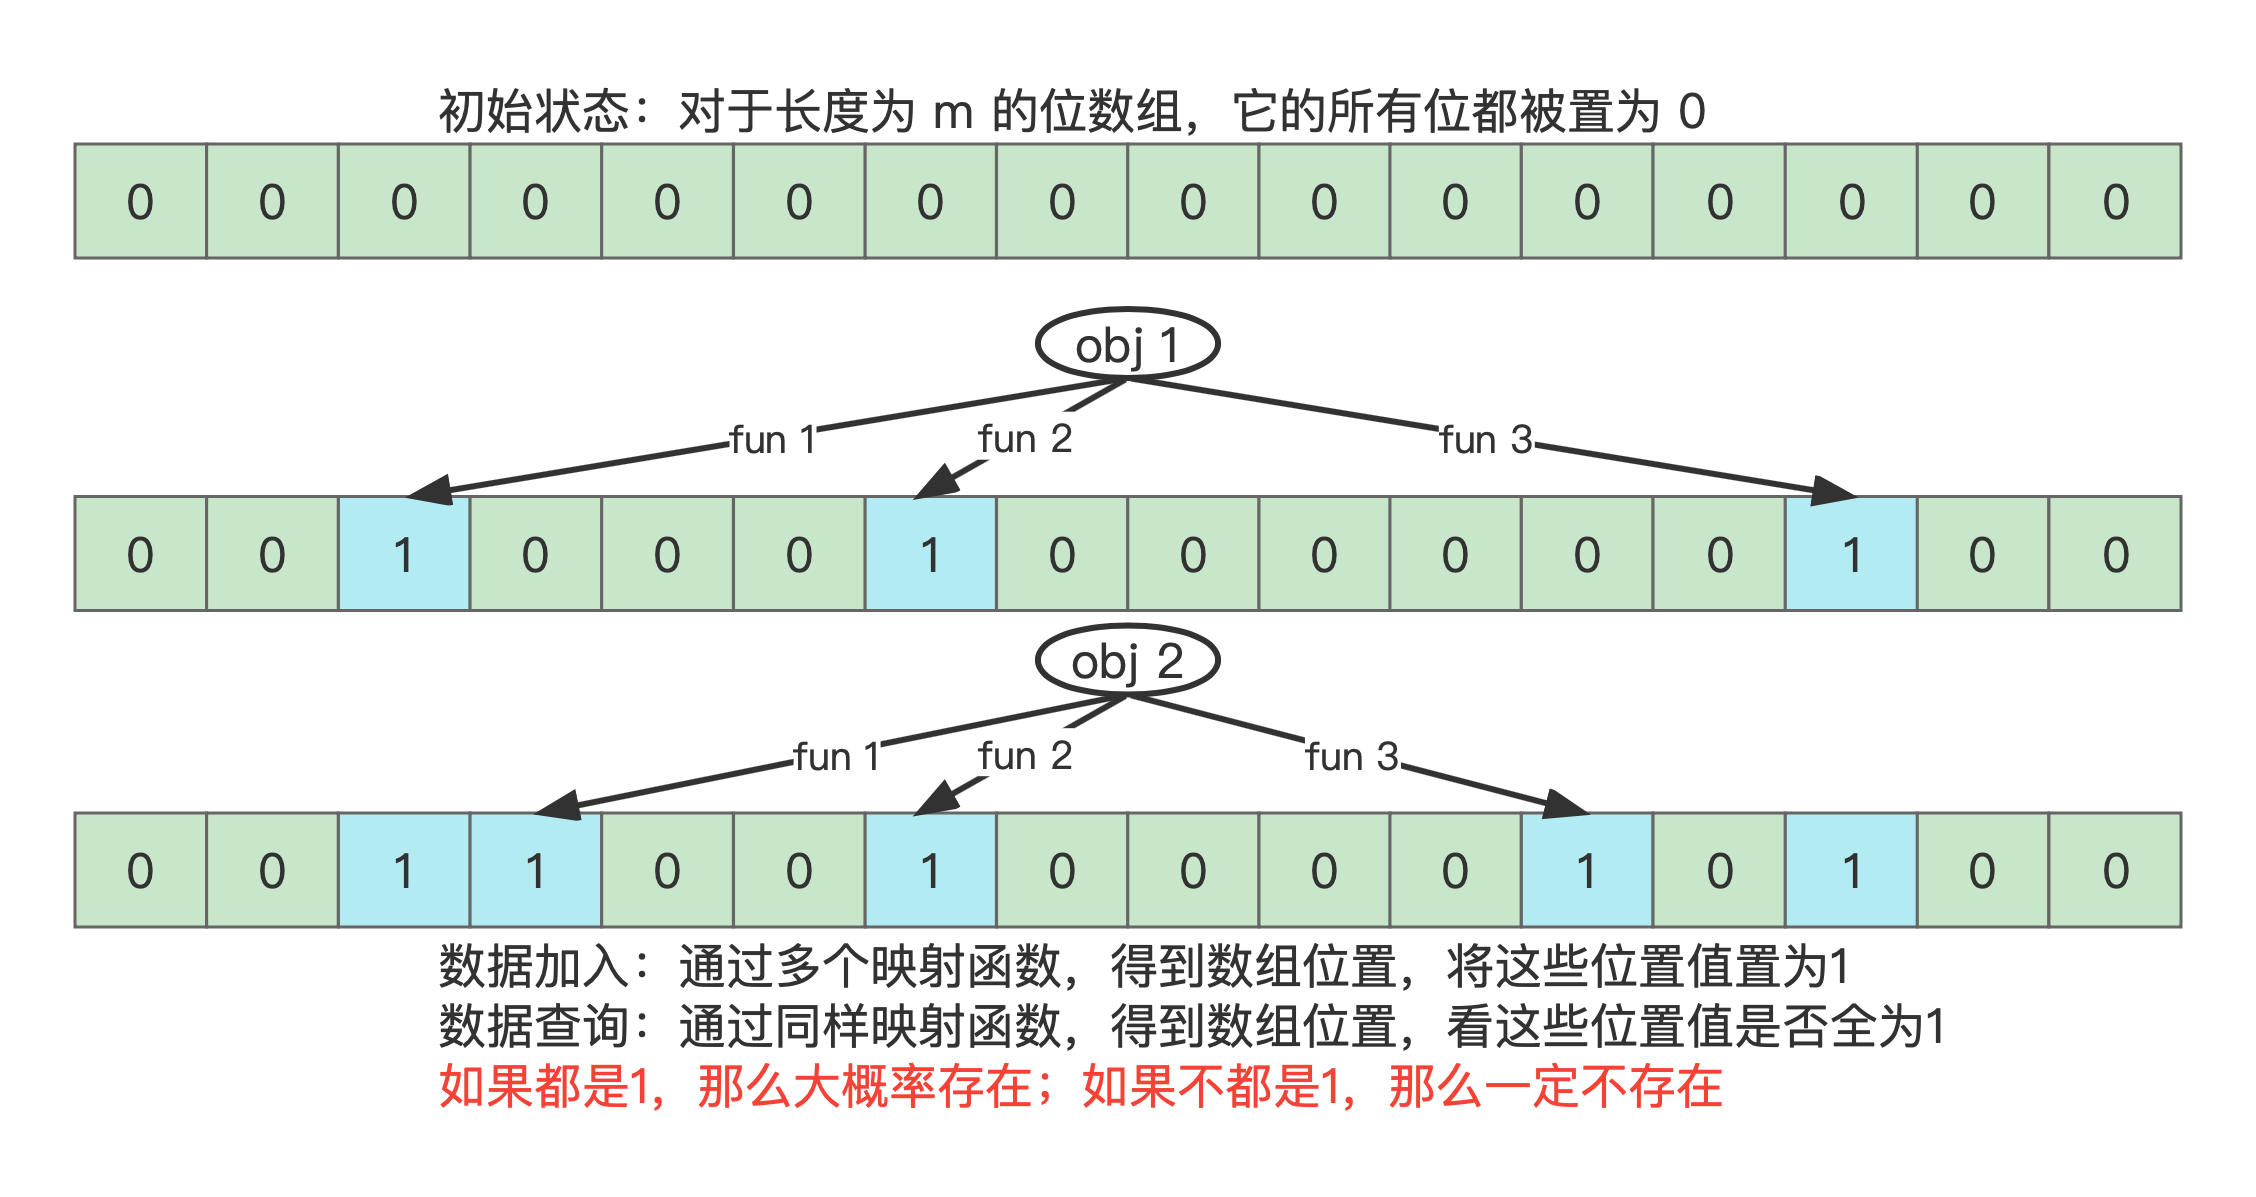 初始状态：对于长度为 m 的位数组，它的所有位都被置为 0
0 0 0 0 0 0 0 0 0 0 0 0 0 0 0 0
obj 1
fun 1 fun 2 fun 3
0 0 1 0 0 0 1 0 0 0 0 0 0 1 0 0
obj 2
fun 1 fun 2 fun 3
0 0 1 1 0 0 1 0 0 0 0 1 0 1 0 0
数据加入：通过多个映射函数，得到数组位置，将这些位置值置为1
数据查询：通过同样映射函数，得到数组位置，看这些位置值是否全为1
如果都是1，那么大概率存在；如果不都是1，那么一定不存在